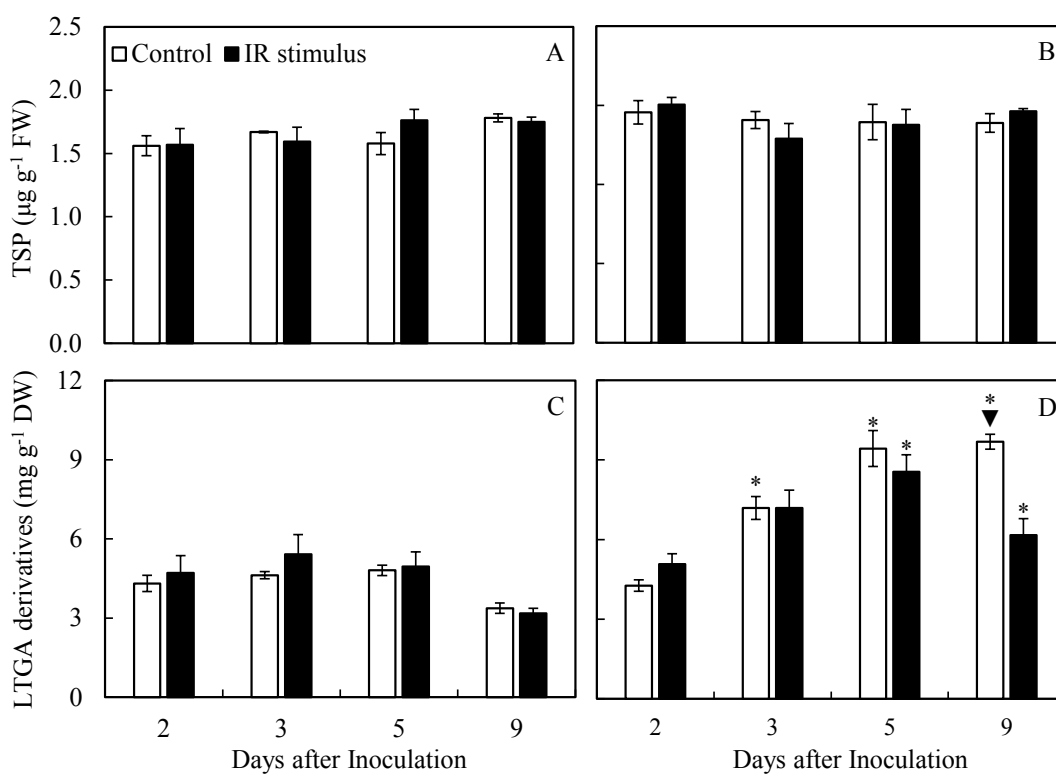 2.5
2.0
1.5
1.0
0.5
0.0
TSP (µg g-1 FW)
Control IR stimulus
A
B
12
9
6
3
0
LTGA derivatives (mg g-1 DW)
C
D
*
* * * * *
2 3 5 9
Days after Inoculation
2 3 5 9
Days after Inoculation